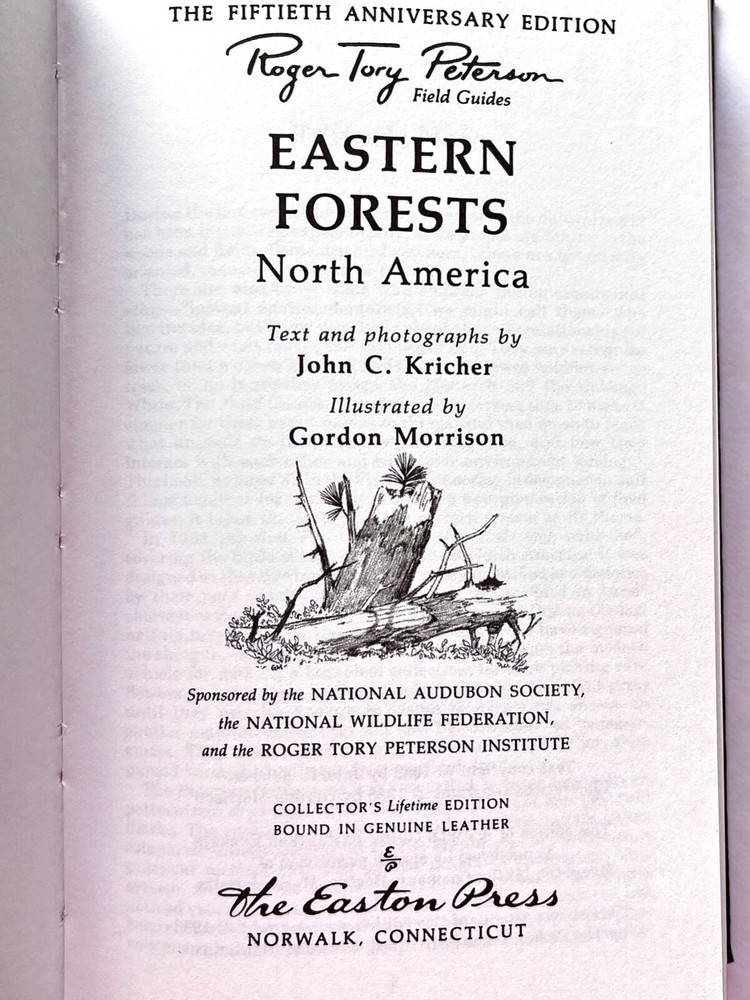 THE FIFTIETH ANNIVERSARY EDITION
Roger Tory Peterson
Field Guides
EASTERN
FORESTS
North America
Text and photographs by
John C. Kricher
Illustrated by
Gordon Morrison
Sponsored by the NATIONAL AUDUBON SOCIETY,
the NATIONAL WILDLIFE FEDERATION,
and the ROGER TORY PETERSON INSTITUTE
COLLECTOR'S Lifetime EDITION
BOUND IN GENUINE LEATHER
E
P
The Easton Press
NORWALK, CONNECTICUT